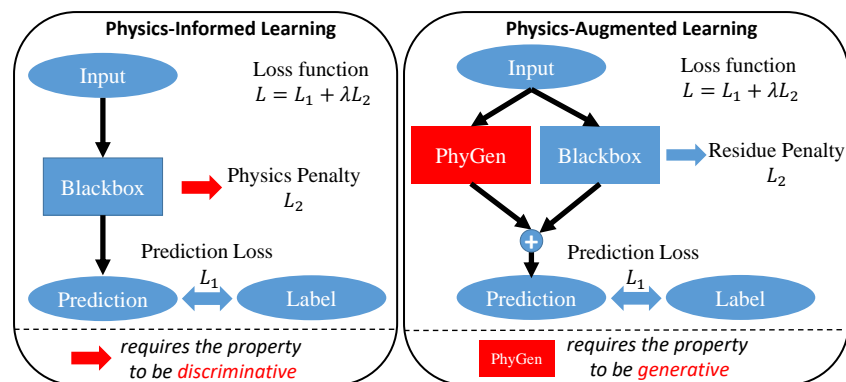 Physics-Informed Learning
Input
Loss function
L = L₁ + λL₂
Blackbox
Physics Penalty
L₂
Prediction Loss
L₁
Prediction
Label
requires the property
to be discriminative
Physics-Augmented Learning
Input
Loss function
L = L₁ + λL₂
PhyGen
Blackbox
Residue Penalty
L₂
+
Prediction Loss
L₁
Prediction
Label
PhyGen
requires the property
to be generative